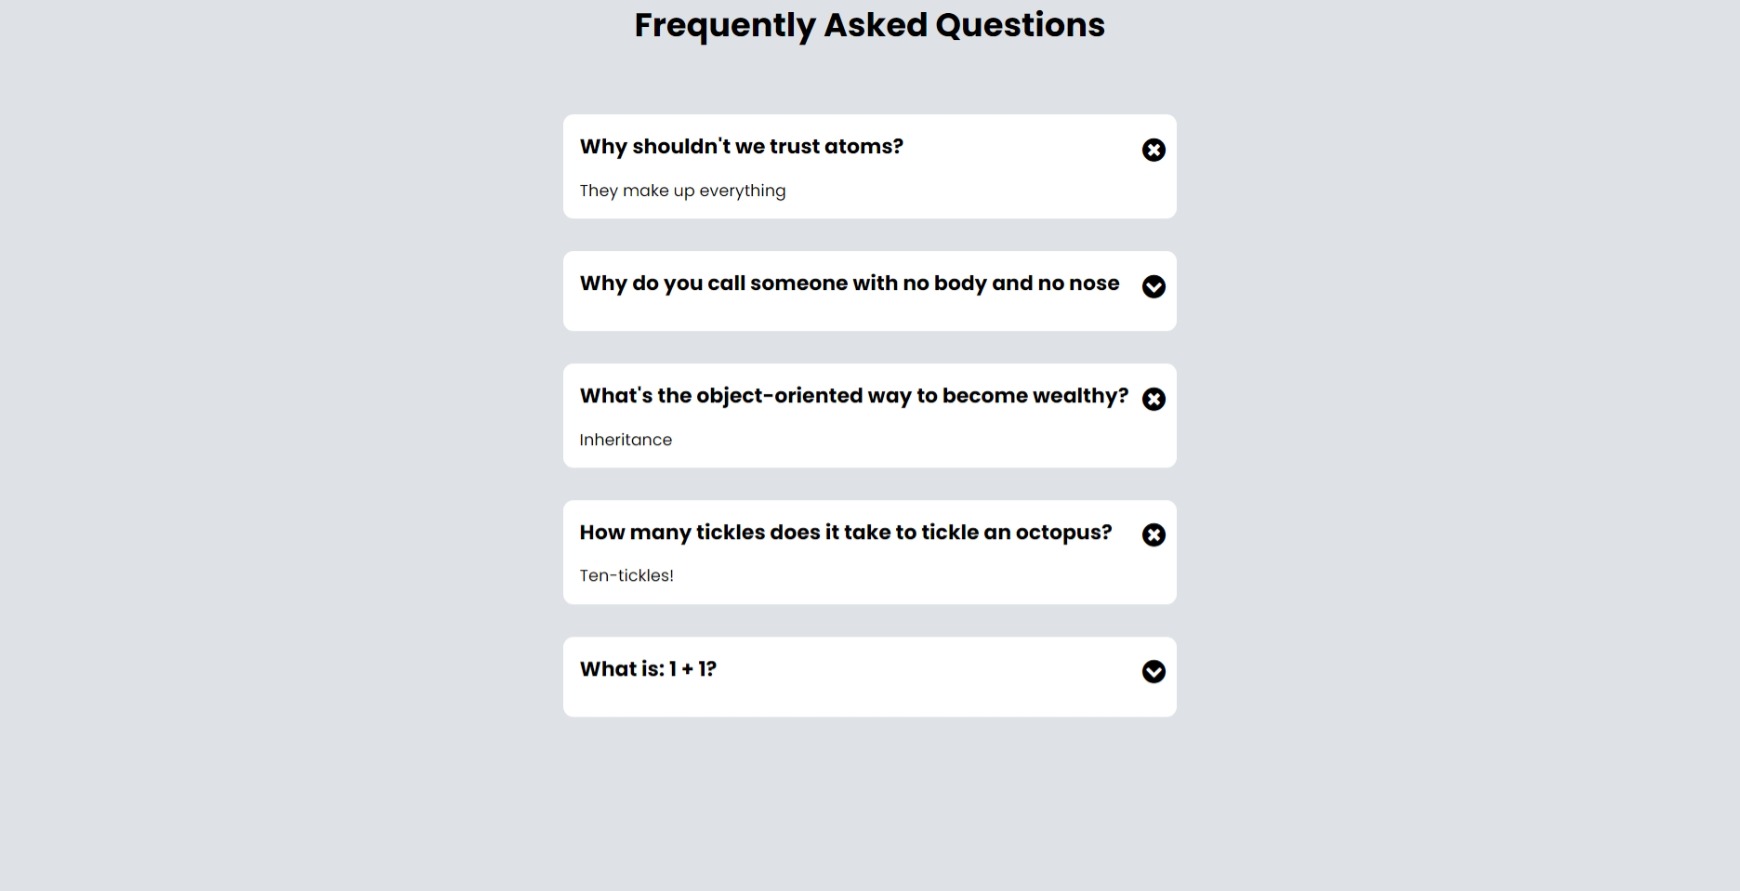 Frequently Asked Questions
Why shouldn't we trust atoms?
They make up everything
Why do you call someone with no body and no nose
What's the object-oriented way to become wealthy?
Inheritance
How many tickles does it take to tickle an octopus?
Ten-tickles!
What is: 1 + 1?